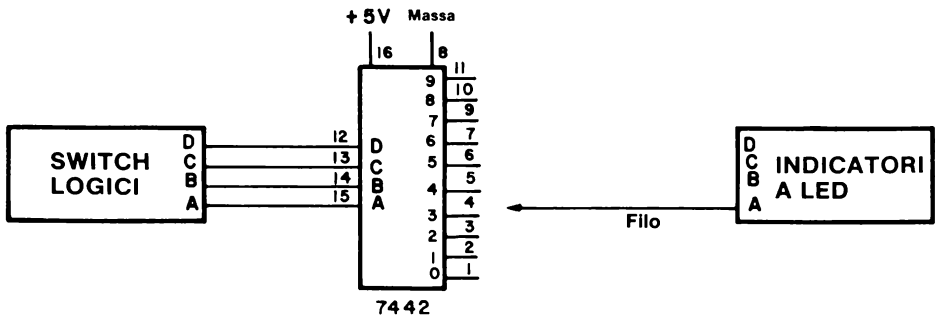 +5V Massa
16 8
SWITCH
LOGICI
D
C
B
A
12
13
14
15
D
C
B
A
9 11
8 10
7 9
6 7
5 6
4 5
3 4
2 3
1 2
0 1
7442
Filo
D
C
B
A
INDICATORI
A LED